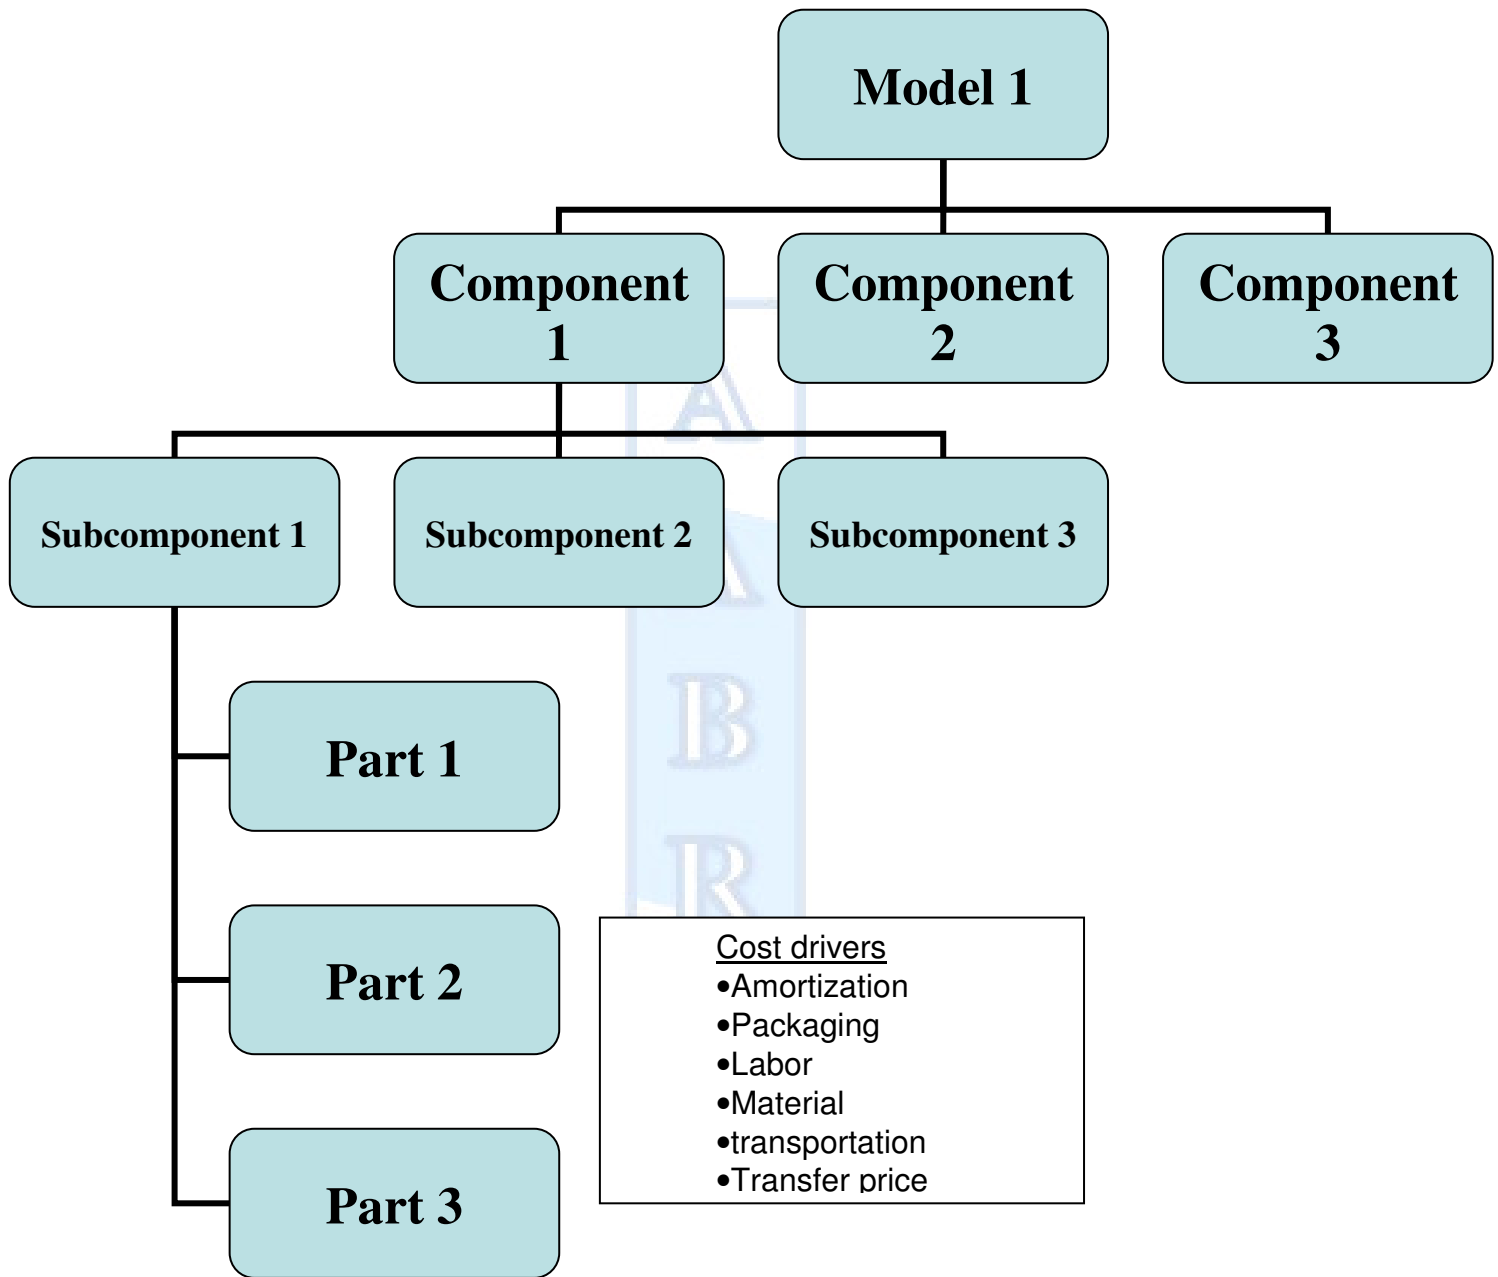 Model 1
Component
1
Component
2
Component
3
Subcomponent 1
Subcomponent 2
Subcomponent 3
Part 1
Part 2
Part 3
Cost drivers
•Amortization
•Packaging
•Labor
•Material
•transportation
•Transfer price
A
A
B
R